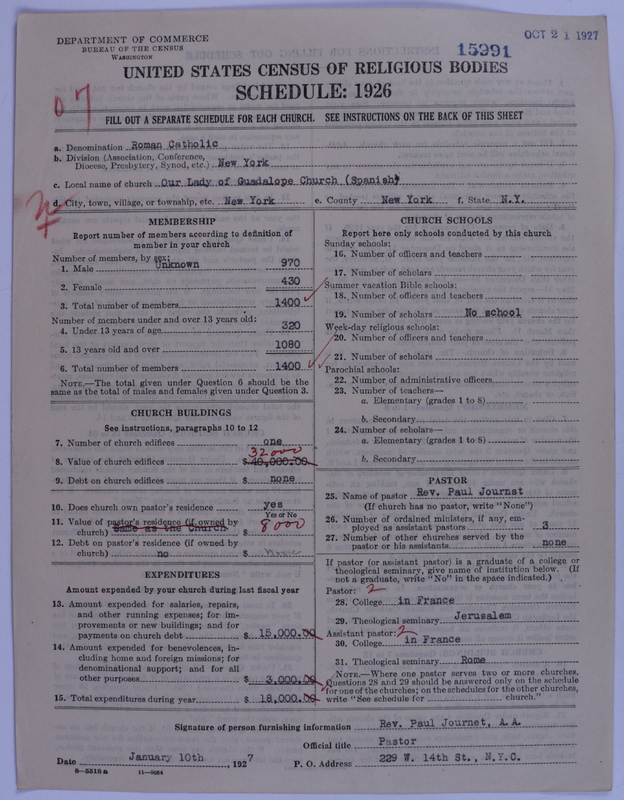 DEPARTMENT OF COMMERCE
BUREAU OF THE CENSUS
WASHINGTON
15991
OCT 21 1927
UNITED STATES CENSUS OF RELIGIOUS BODIES
SCHEDULE: 1926
07
FILL OUT A SEPARATE SCHEDULE FOR EACH CHURCH. SEE INSTRUCTIONS ON THE BACK OF THIS SHEET
a. Denomination Roman Catholic
b. Division (Association, Conference,
Diocese, Presbytery, Synod, etc.) New York
c. Local name of church Our Lady of Guadalope Church (Spanish)
d. City, town, village, or township, etc. New York e. County New York f. State N.Y.
MEMBERSHIP
Report number of members according to definition of
member in your church
Number of members, by sex:
1. Male Unknown 970
2. Female 430
3. Total number of members 1400
Number of members under and over 13 years old:
4. Under 13 years of age 320
5. 13 years old and over 1080
6. Total number of members 1400
NOTE.—The total given under Question 6 should be the
same as the total of males and females given under Question 3.
CHURCH BUILDINGS
See instructions, paragraphs 10 to 12
7. Number of church edifices one
32000
8. Value of church edifices $40,000.00
9. Debt on church edifices $ none
10. Does church own pastor's residence yes
Yes or No
11. Value of pastor's residence (if owned by
church) Same as the Church $ 8000
12. Debt on pastor's residence (if owned by
church) no $ None
EXPENDITURES
Amount expended by your church during last fiscal year
13. Amount expended for salaries, repairs,
and other running expenses; for im-
provements or new buildings; and for
payments on church debt $ 15,000.00
14. Amount expended for benevolences, in-
cluding home and foreign missions; for
denominational support; and for all
other purposes $ 3,000.00
15. Total expenditures during year $ 18,000.00
CHURCH SCHOOLS
Report here only schools conducted by this church
Sunday schools:
16. Number of officers and teachers
17. Number of scholars
Summer vacation Bible schools:
18. Number of officers and teachers
19. Number of scholars No school
Week-day religious schools:
20. Number of officers and teachers
21. Number of scholars
Parochial schools:
22. Number of administrative officers
23. Number of teachers—
a. Elementary (grades 1 to 8)
b. Secondary
24. Number of scholars—
a. Elementary (grades 1 to 8)
b. Secondary
PASTOR
25. Name of pastor Rev. Paul Journet
(If church has no pastor, write "None")
26. Number of ordained ministers, if any, em-
ployed as assistant pastors 3
27. Number of other churches served by the
pastor or his assistants none
If pastor (or assistant pastor) is a graduate of a college or
theological seminary, give name of institution below. (If
not a graduate, write "No" in the space indicated.)
Pastor: 2
28. College in France
29. Theological seminary Jerusalem
Assistant pastor: 2
30. College in France
31. Theological seminary Rome
NOTE.—Where one pastor serves two or more churches,
Questions 28 and 29 should be answered only on the schedule
for one of the churches; on the schedules for the other churches,
write "See schedule for church."
Signature of person furnishing information Rev. Paul Journet, A.A.
Official title Pastor
Date January 10th, 1927 P. O. Address 229 W. 14th St., N.Y.C.
8—5518a 11—9054